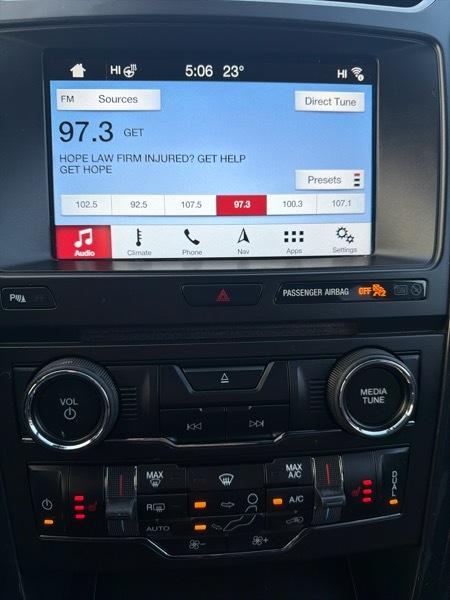 HI 5:06 23° HI
FM Sources Direct Tune
97.3 GET
HOPE LAW FIRM INJURED? GET HELP
GET HOPE
Presets
102.5 92.5 107.5 97.3 100.3 107.1
Audio Climate Phone Nav Apps Settings
P PASSENGER AIRBAG OFF 2
VOL MEDIA
TUNE
MAX MAX
A/C
R A/C DUAL
AUTO